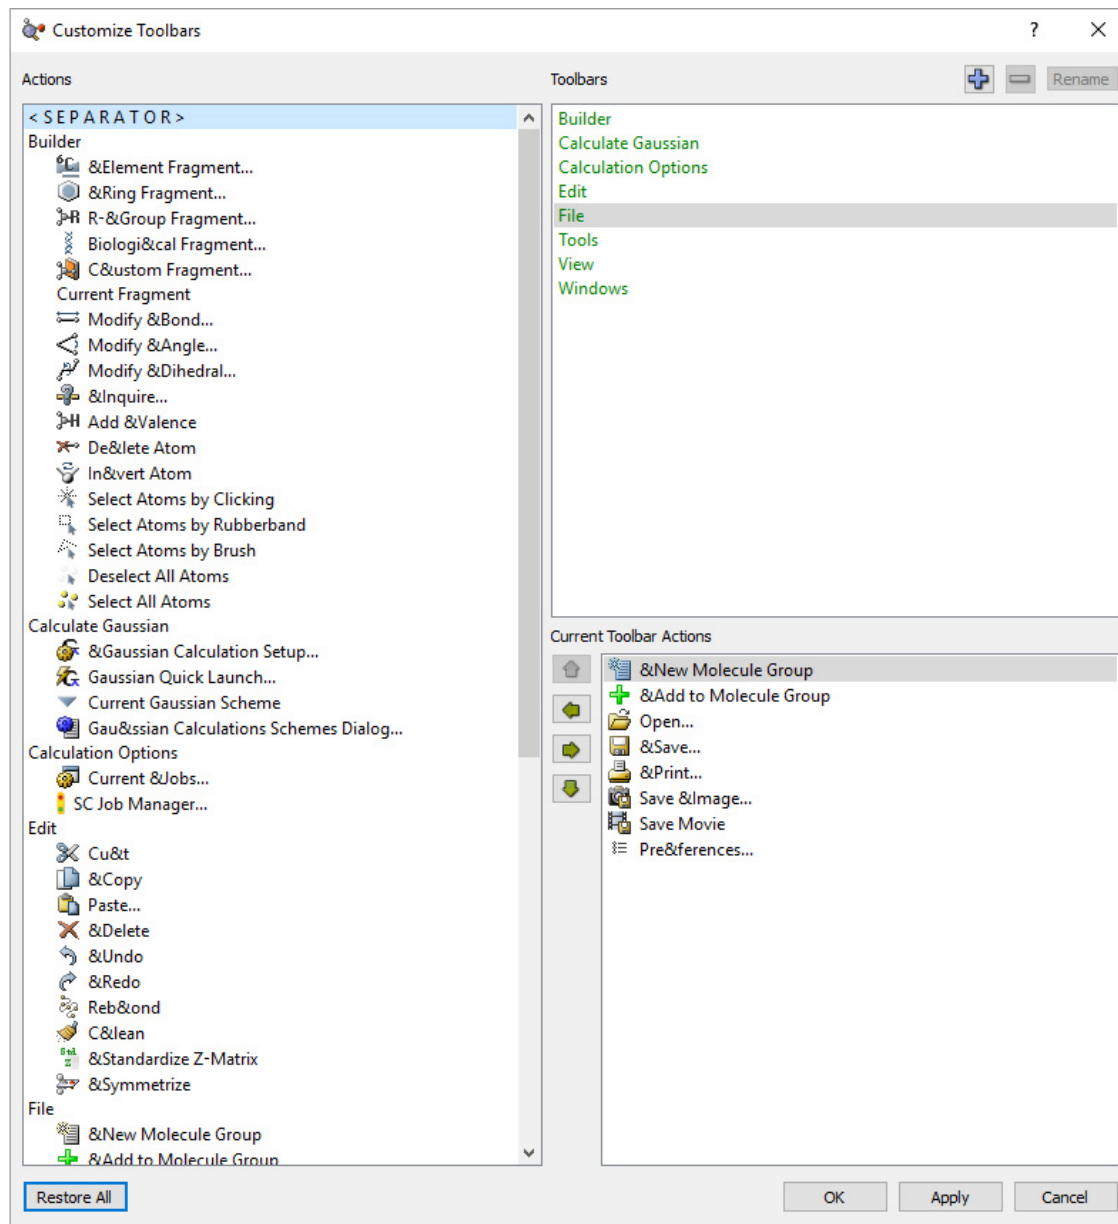 Customize Toolbars
Actions
< S E P A R A T O R >
Builder
&Element Fragment...
&Ring Fragment...
R-&Group Fragment...
Biologi&cal Fragment...
C&ustom Fragment...
Current Fragment
Modify &Bond...
Modify &Angle...
Modify &Dihedral...
&Inquire...
Add &Valence
De&lete Atom
In&vert Atom
Select Atoms by Clicking
Select Atoms by Rubberband
Select Atoms by Brush
Deselect All Atoms
Select All Atoms
Calculate Gaussian
&Gaussian Calculation Setup...
Gaussian Quick Launch...
Current Gaussian Scheme
Gau&ssian Calculations Schemes Dialog...
Calculation Options
Current &Jobs...
SC Job Manager...
Edit
Cu&t
&Copy
Paste...
&Delete
&Undo
&Redo
Reb&ond
C&lean
&Standardize Z-Matrix
&Symmetrize
File
&New Molecule Group
&Add to Molecule Group
Toolbars
Rename
Builder
Calculate Gaussian
Calculation Options
Edit
File
Tools
View
Windows
Current Toolbar Actions
&New Molecule Group
&Add to Molecule Group
Open...
&Save...
&Print...
Save &Image...
Save Movie
Pre&ferences...
Restore All
OK
Apply
Cancel